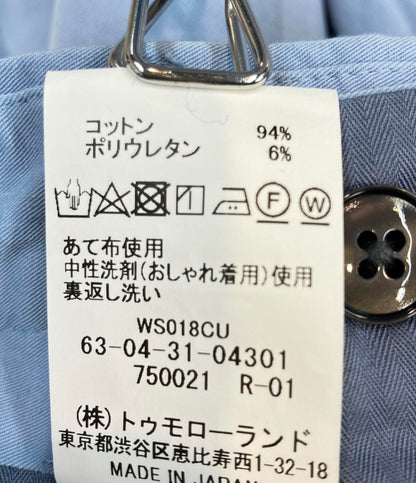 コットン 94%
ポリウレタン 6%
F W
あて布使用
中性洗剤(おしゃれ着用)使用
裏返し洗い
WS018CU
63-04-31-04301
750021 R-01
(株)トゥモローランド
東京都渋谷区恵比寿西1-32-18
MADE IN JAPAN